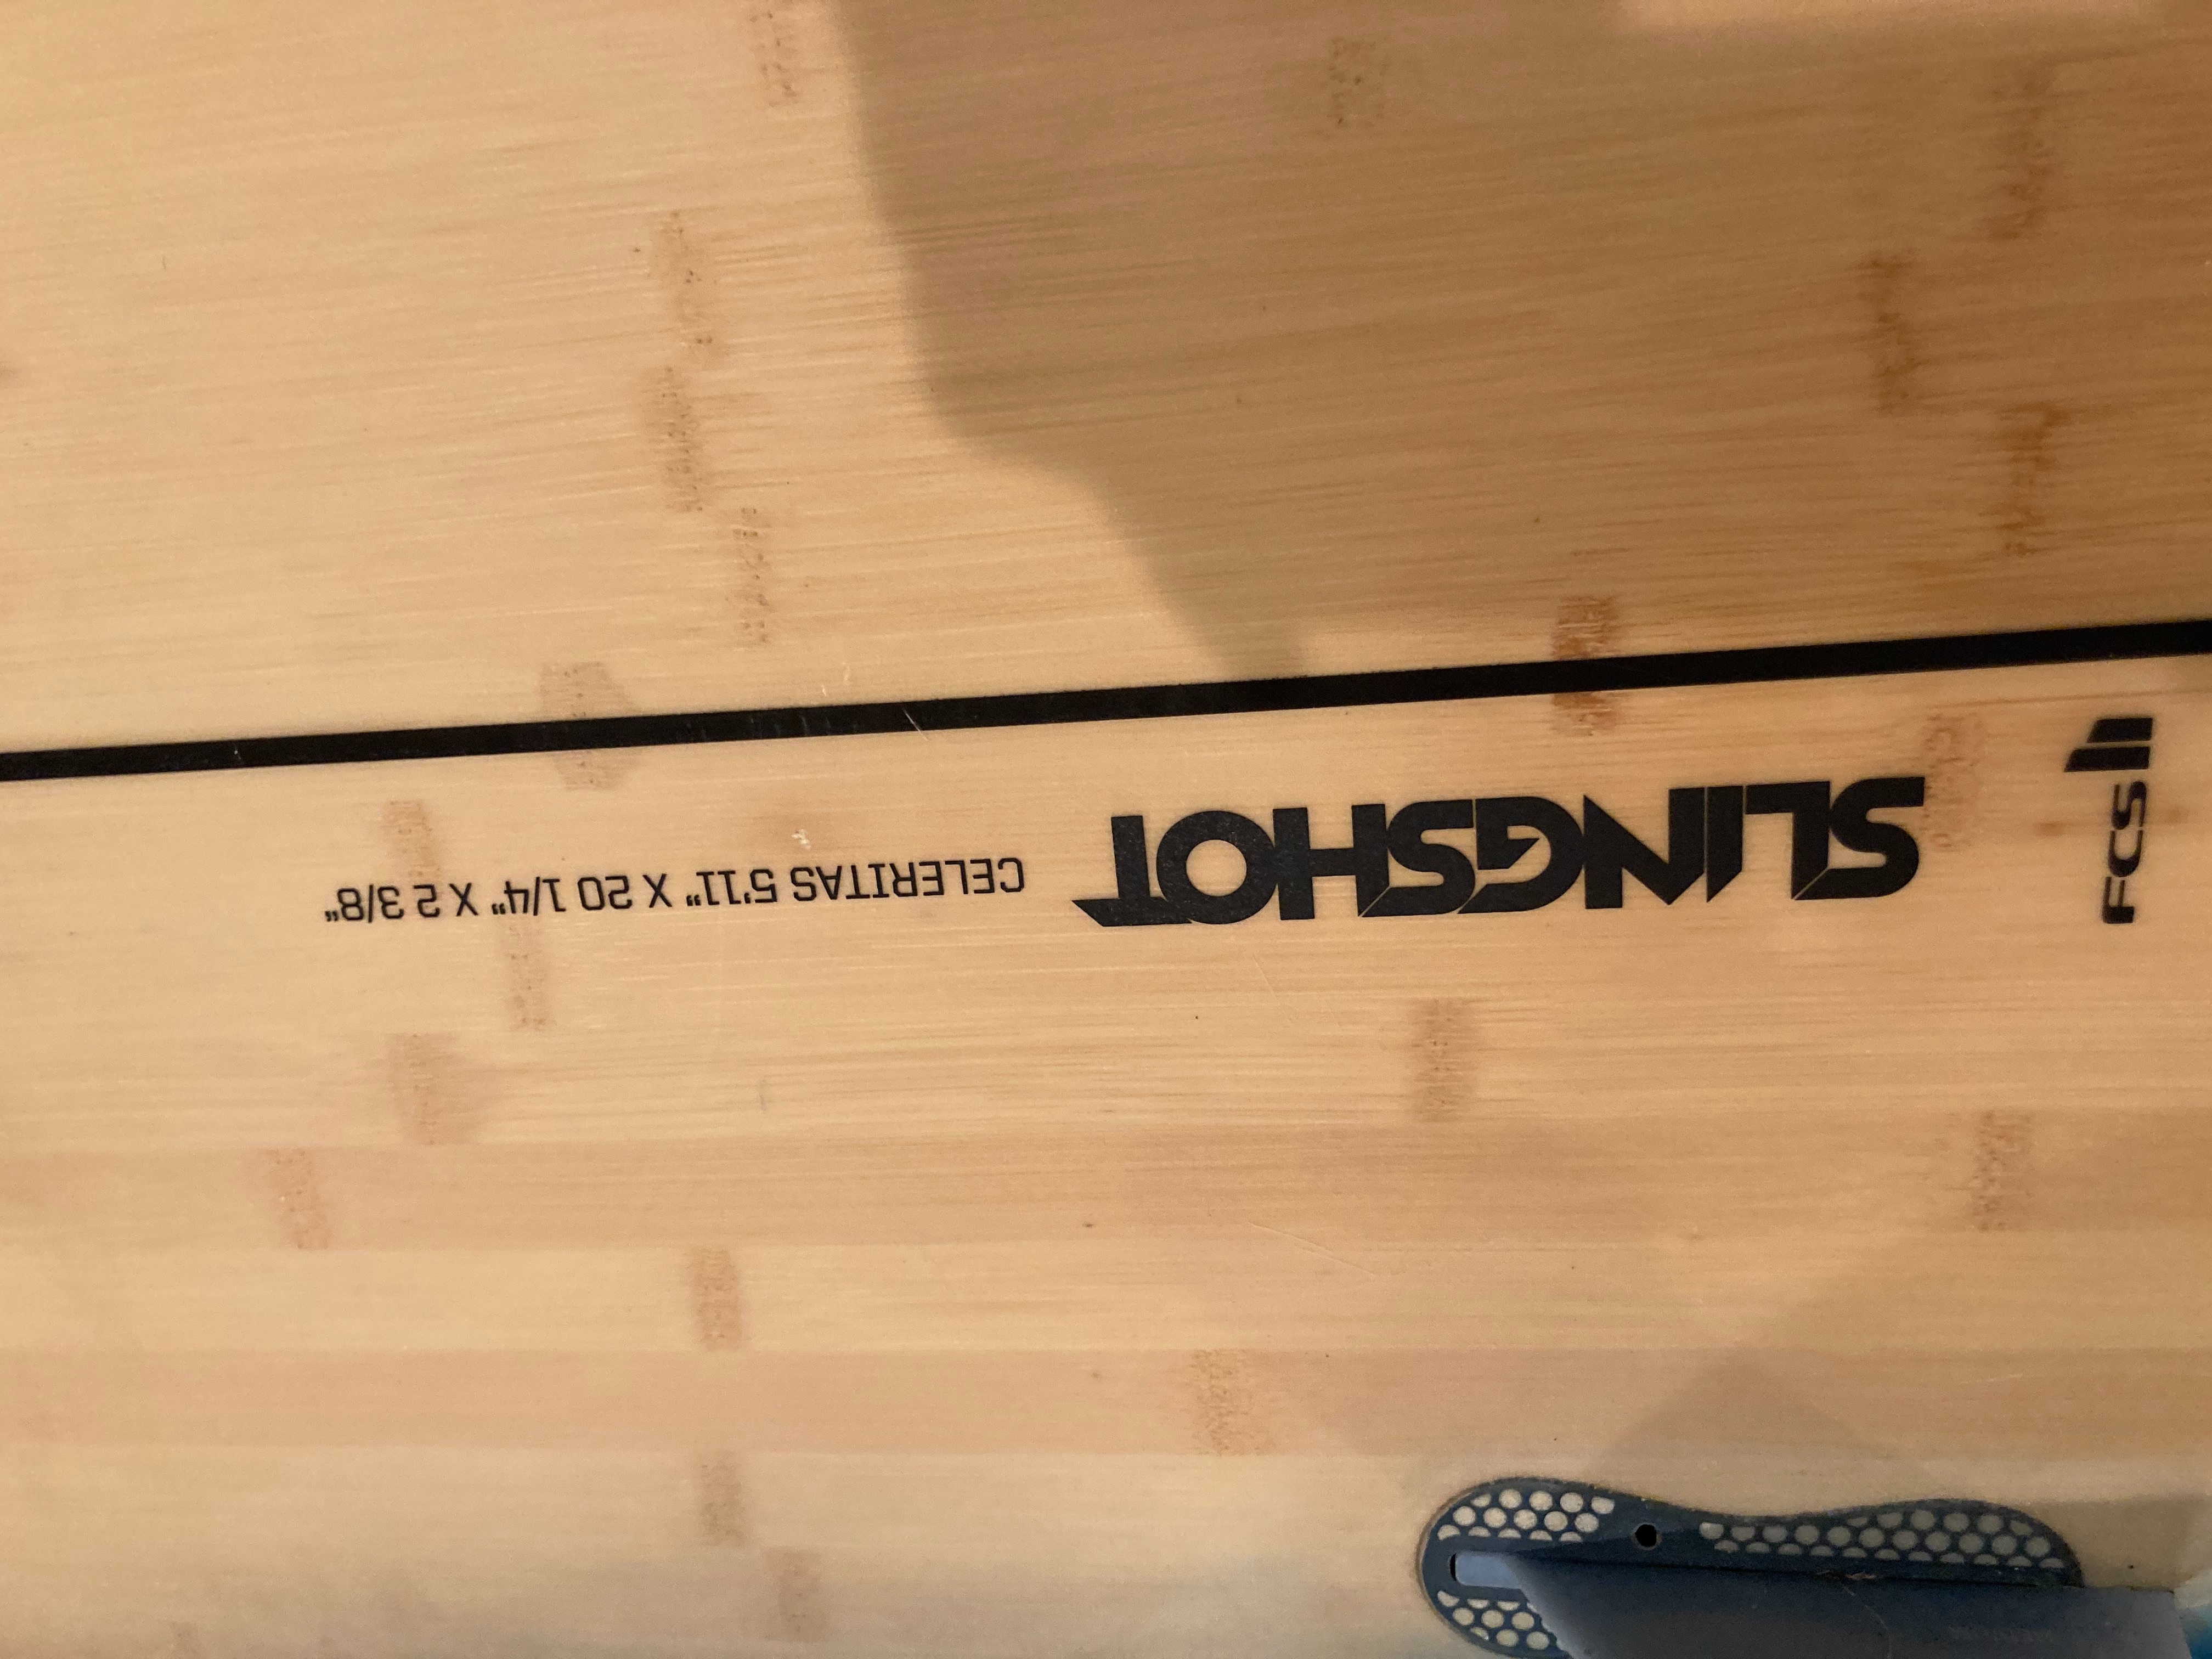 SLINGSHOT
CELERITAS 5'11" X 20 1/4" X 2 3/8"
FCS II